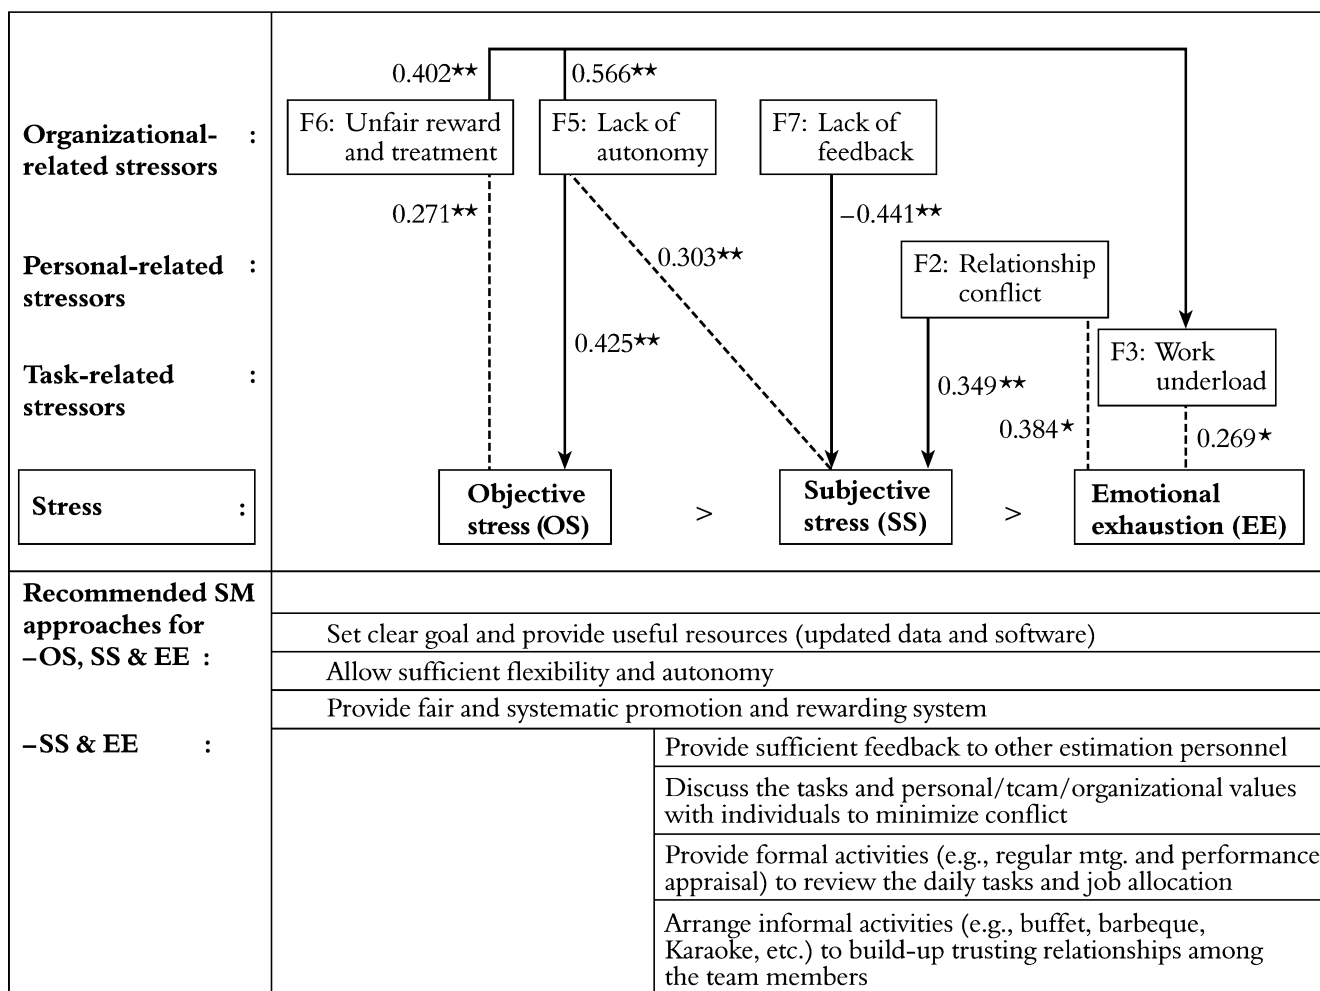 0.402★★
0.566★★
Organizational- :
related stressors
F6: Unfair reward
and treatment
F5: Lack of
autonomy
F7: Lack of
feedback
0.271★★
–0.441★★
Personal-related :
stressors
0.303★★
F2: Relationship
conflict
0.425★★
Task-related :
stressors
F3: Work
underload
0.349★★
0.384★
0.269★
Stress :
Objective
stress (OS)
>
Subjective
stress (SS)
>
Emotional
exhaustion (EE)
Recommended SM
approaches for
–OS, SS & EE :
Set clear goal and provide useful resources (updated data and software)
Allow sufficient flexibility and autonomy
Provide fair and systematic promotion and rewarding system
–SS & EE :
Provide sufficient feedback to other estimation personnel
Discuss the tasks and personal/tcam/organizational values
with individuals to minimize conflict
Provide formal activities (e.g., regular mtg. and performance
appraisal) to review the daily tasks and job allocation
Arrange informal activities (e.g., buffet, barbeque,
Karaoke, etc.) to build-up trusting relationships among
the team members